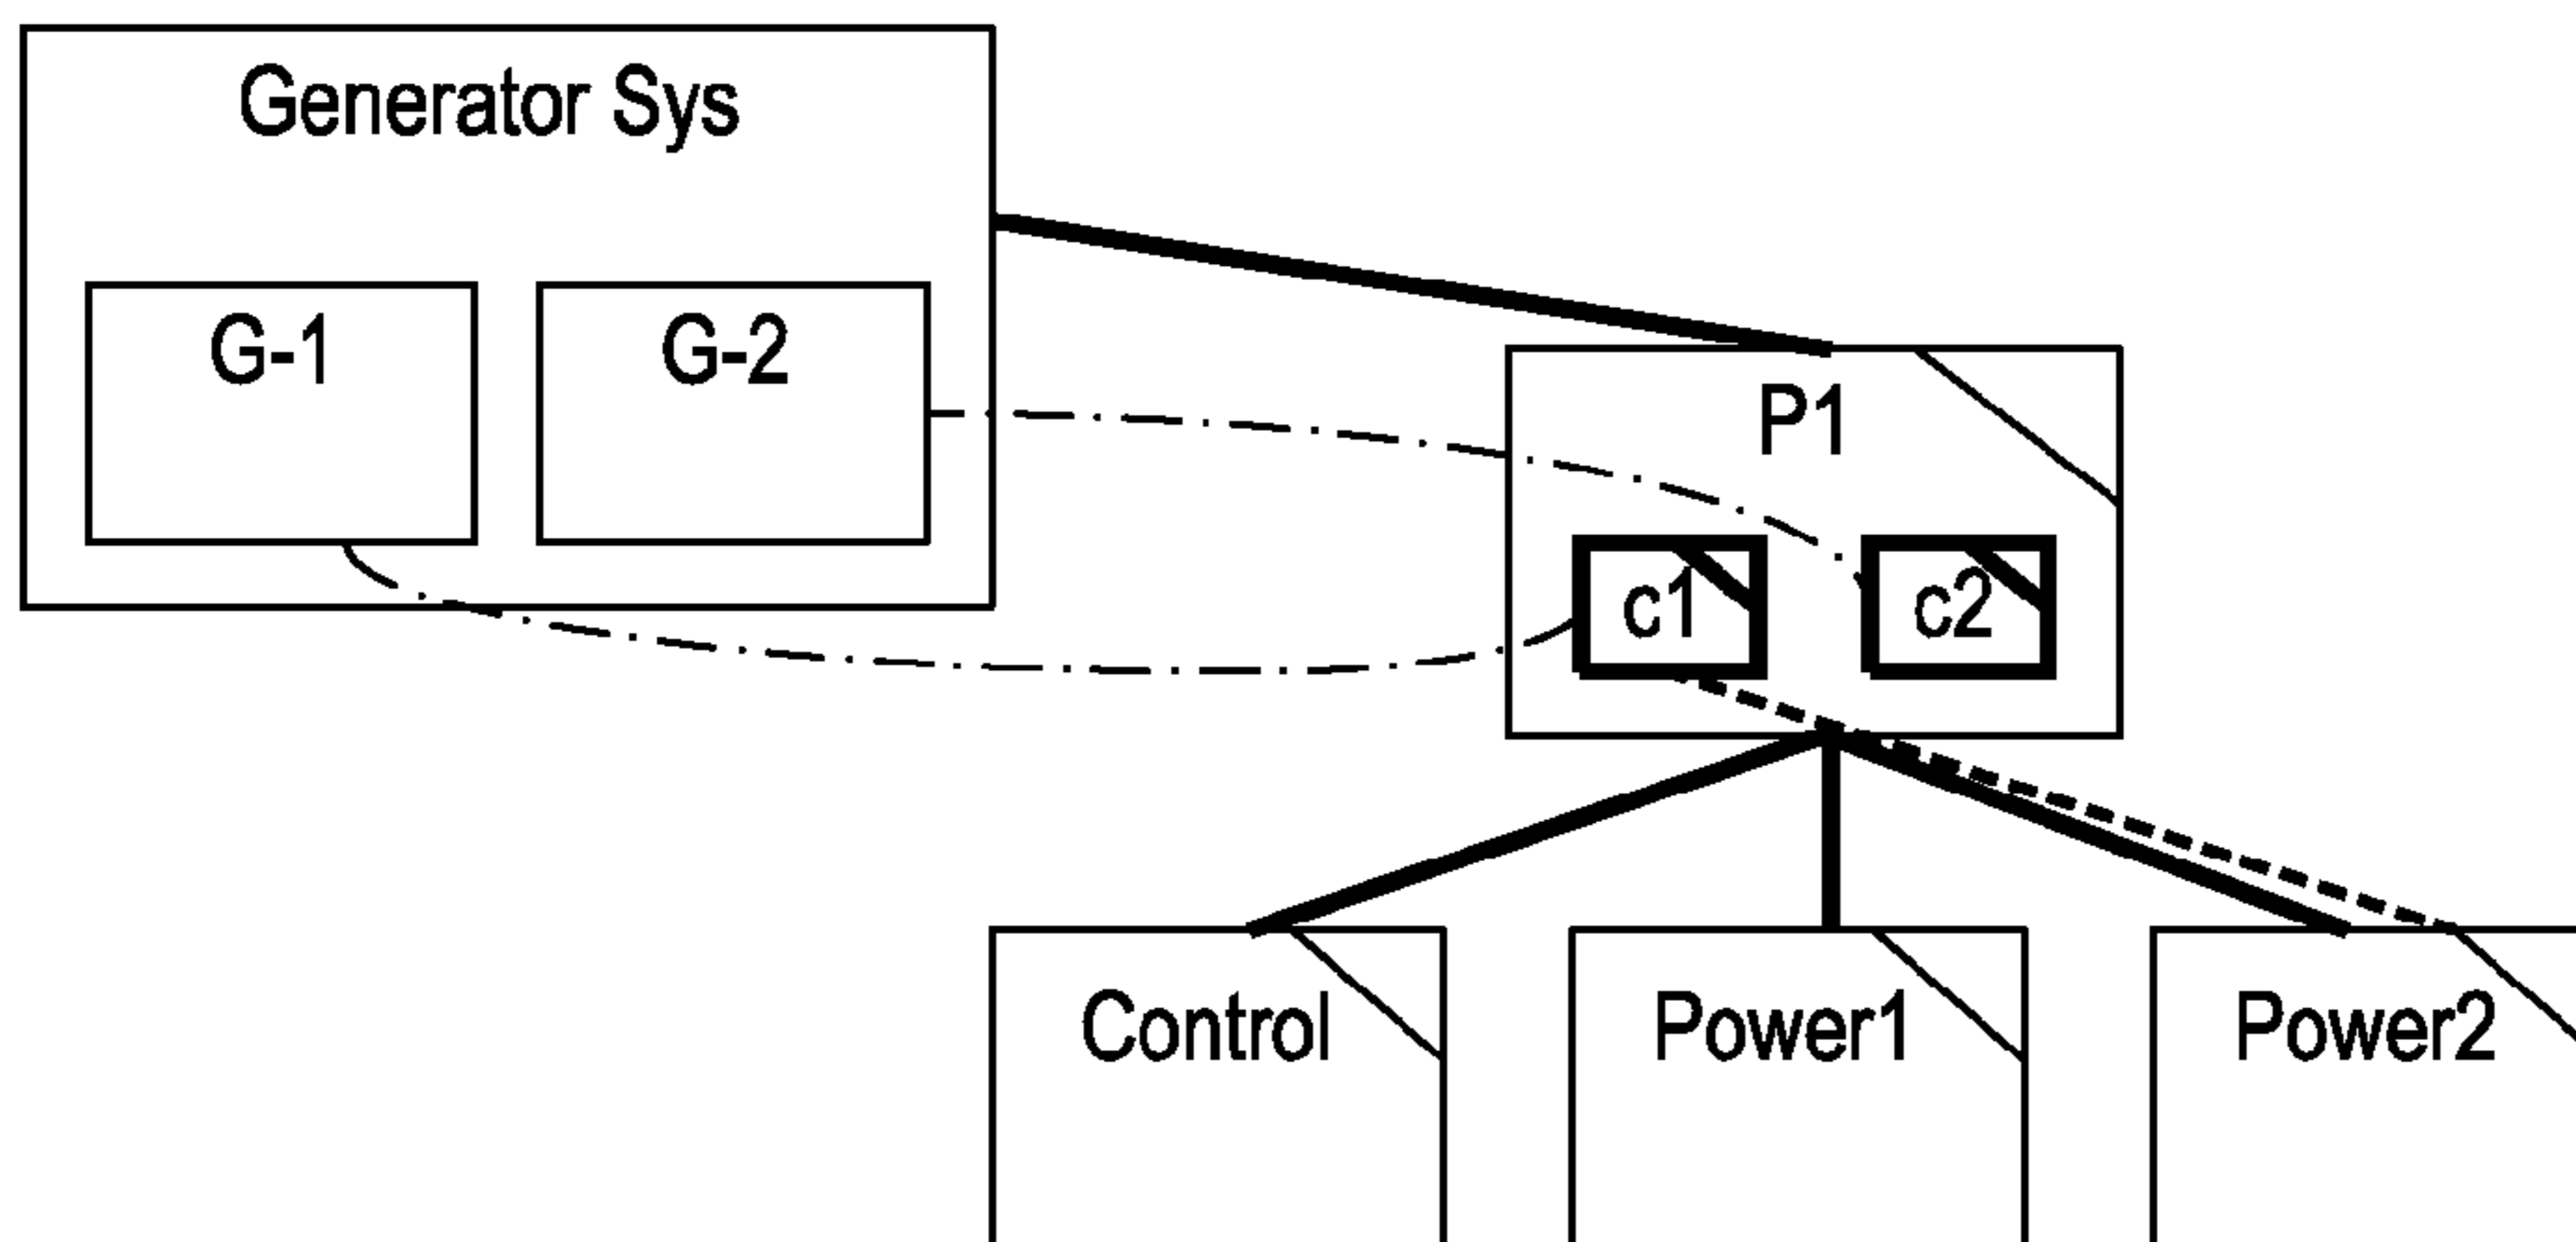 Generator Sys
G-1
G-2
P1
c1
c2
Control
Power1
Power2